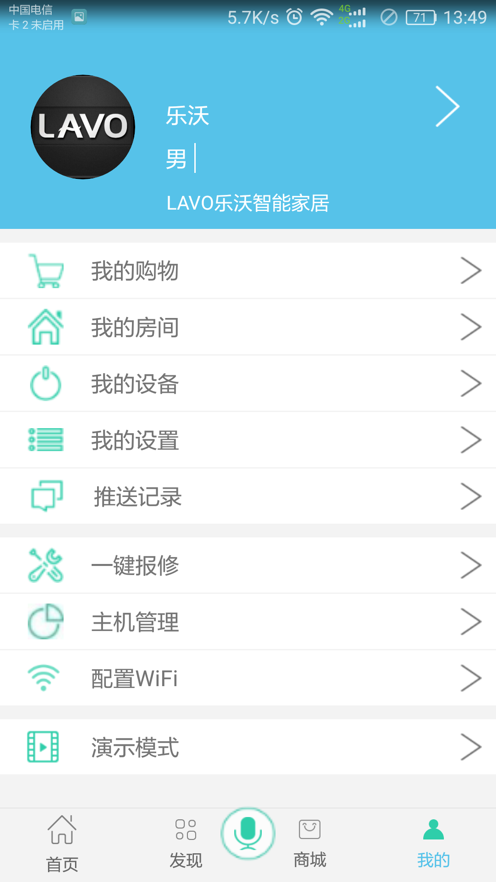 中国电信
卡 2 未启用
5.7K/s
4G
2G
71
13:49
LAVO
乐沃
男
LAVO乐沃智能家居
我的购物
我的房间
我的设备
我的设置
推送记录
一键报修
主机管理
配置WiFi
演示模式
首页
发现
商城
我的